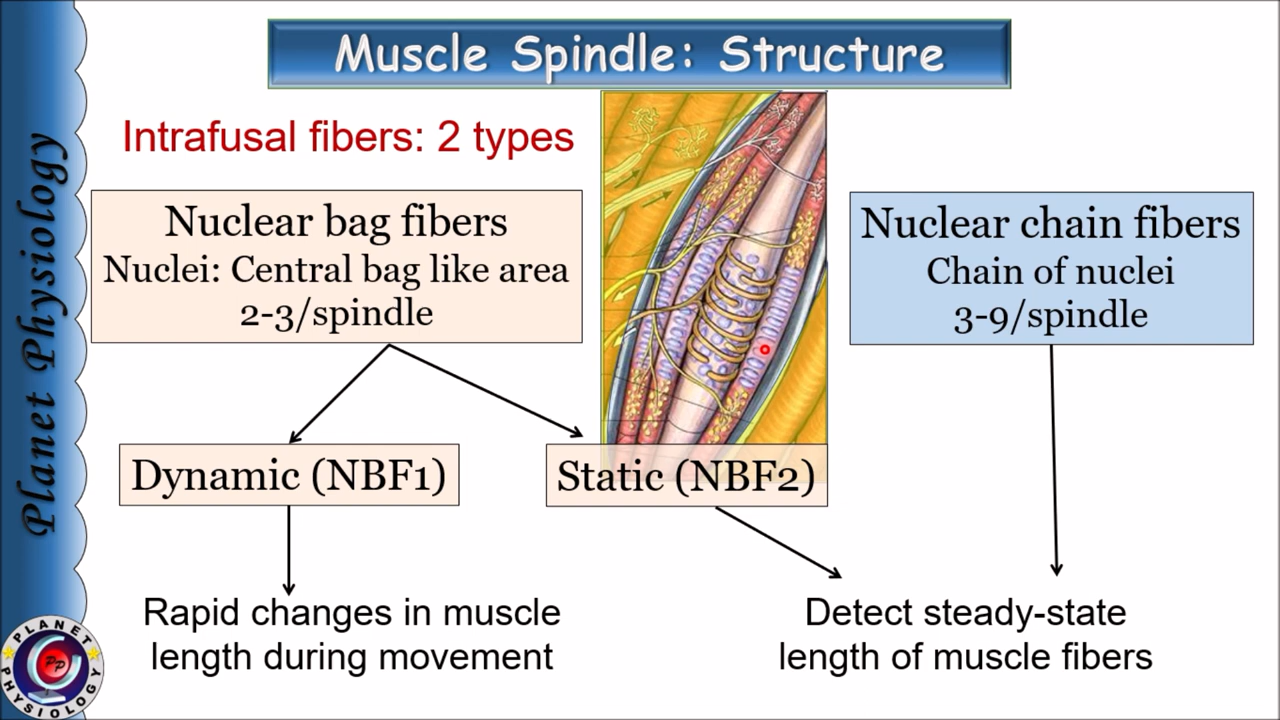 Muscle Spindle: Structure
Intrafusal fibers: 2 types
Nuclear bag fibers
Nuclei: Central bag like area
2-3/spindle
Nuclear chain fibers
Chain of nuclei
3-9/spindle
Dynamic (NBF1)
Static (NBF2)
Rapid changes in muscle
length during movement
Detect steady-state
length of muscle fibers
Planet Physiology
PLANET
PP
PHYSIOLOGY